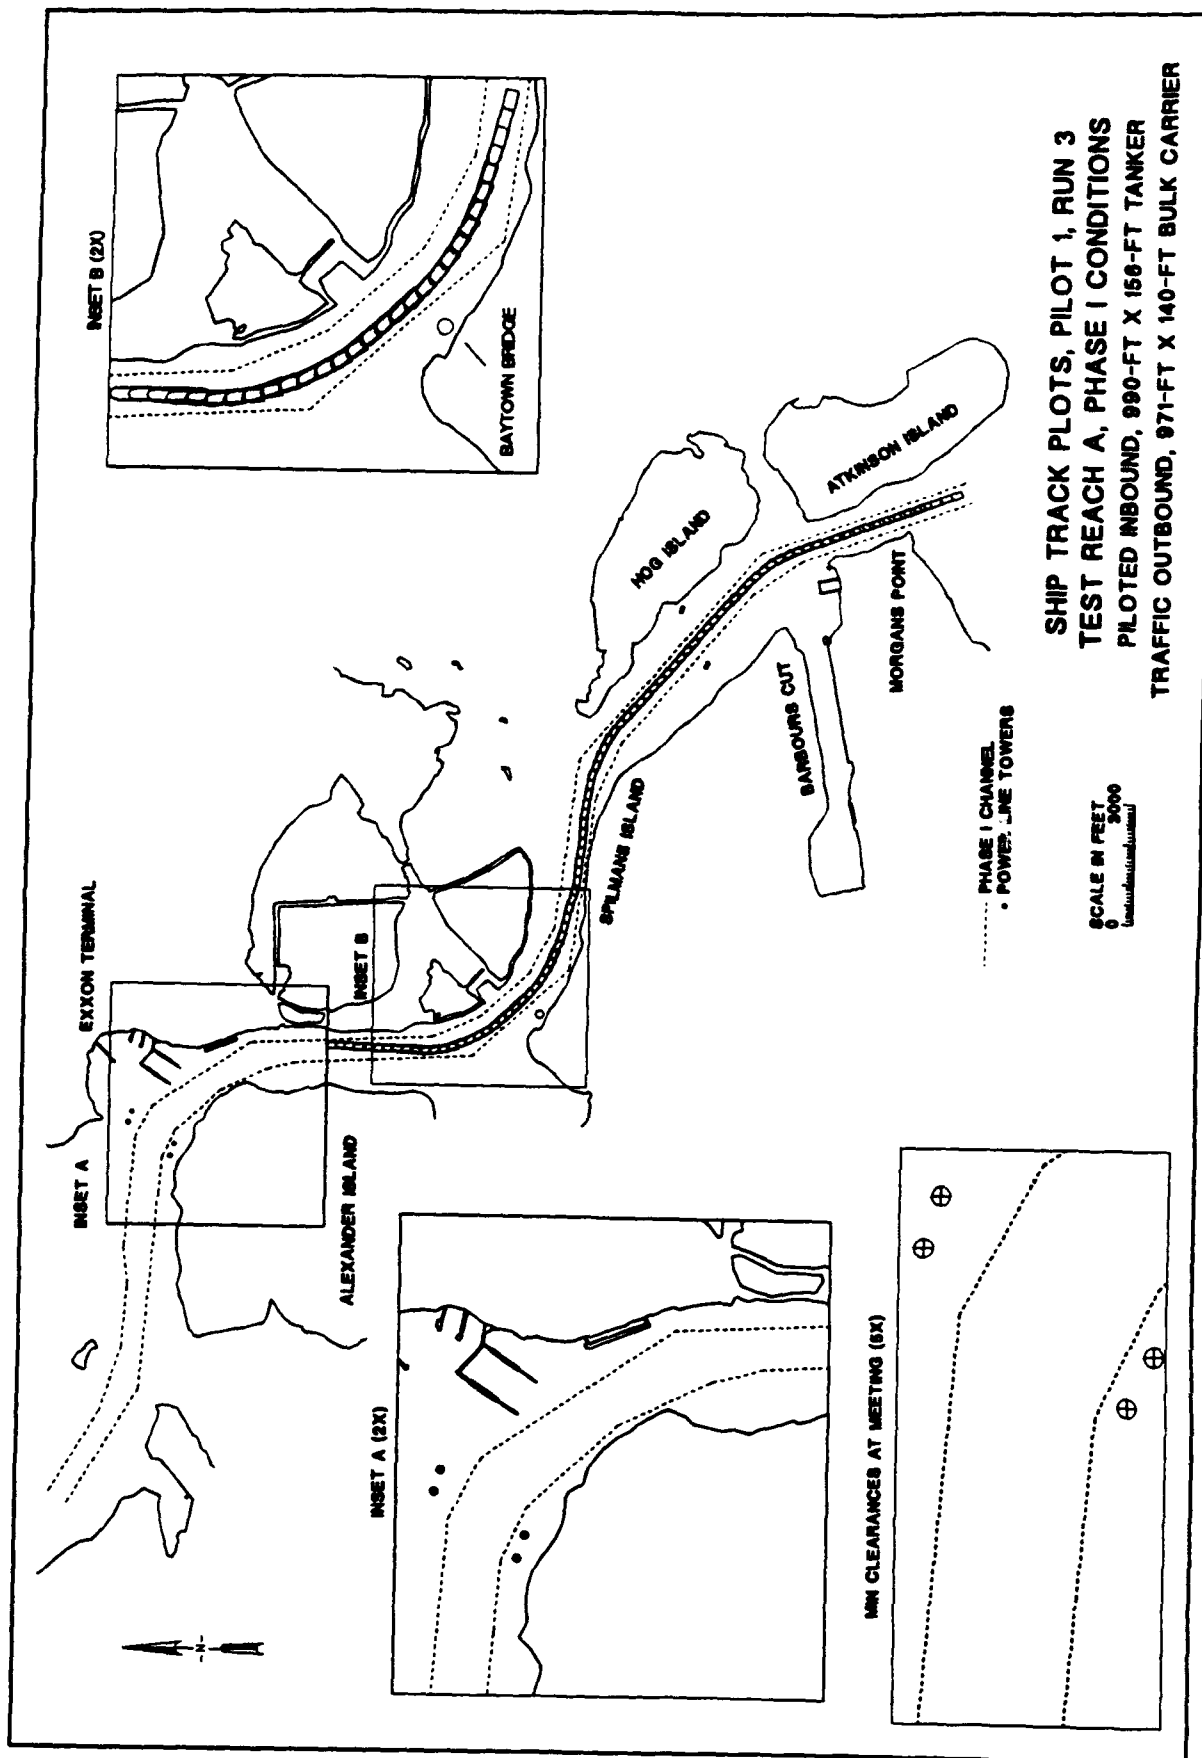 INSET A
EXXON TERMINAL
INSET B (2X)
BAYTOWN BRIDGE
N
ALEXANDER ISLAND
INSET B
SPILMANS ISLAND
HOG ISLAND
ATKINSON ISLAND
BARBOURS CUT
MORGANS POINT
INSET A (2X)
MIN CLEARANCES AT MEETING (5X)
PHASE I CHANNEL
POWER LINE TOWERS
SCALE IN FEET
0 3000
SHIP TRACK PLOTS, PILOT 1, RUN 3
TEST REACH A, PHASE I CONDITIONS
PILOTED INBOUND, 990-FT X 156-FT TANKER
TRAFFIC OUTBOUND, 971-FT X 140-FT BULK CARRIER